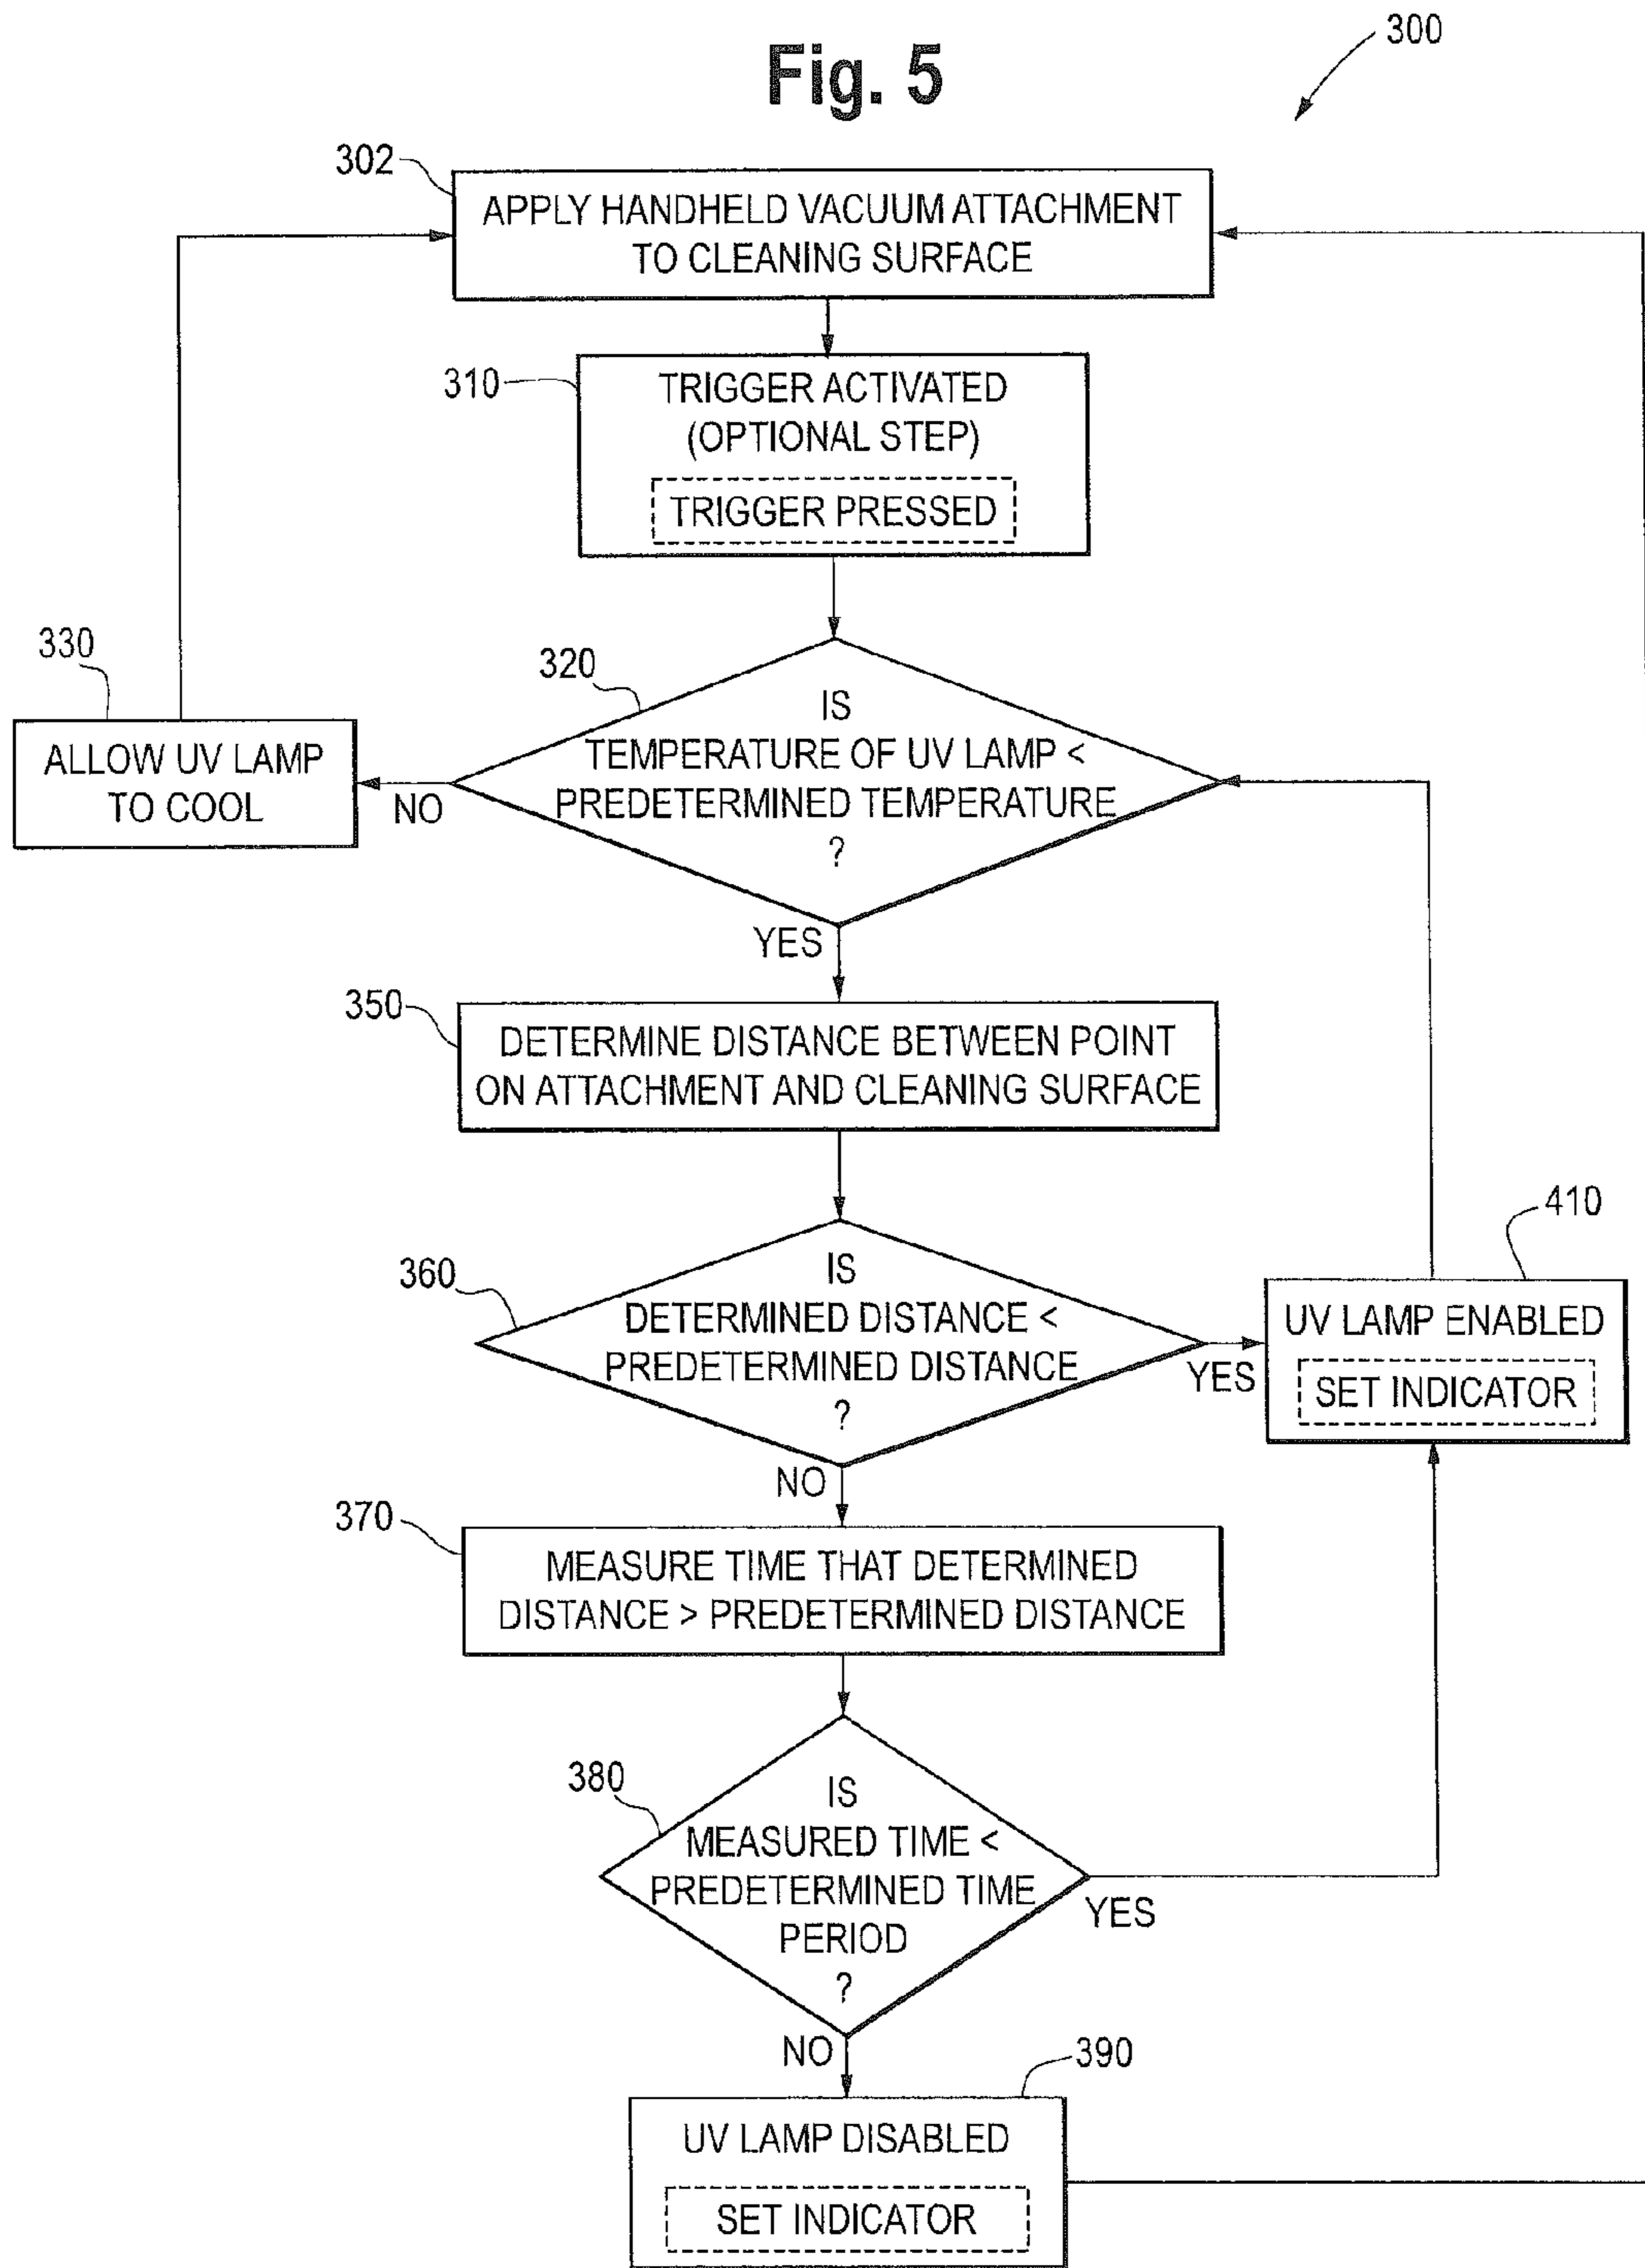 Fig. 5
300
302
APPLY HANDHELD VACUUM ATTACHMENT
TO CLEANING SURFACE
310
TRIGGER ACTIVATED
(OPTIONAL STEP)
TRIGGER PRESSED
320
IS
TEMPERATURE OF UV LAMP <
PREDETERMINED TEMPERATURE
?
330
ALLOW UV LAMP
TO COOL
NO
YES
350
DETERMINE DISTANCE BETWEEN POINT
ON ATTACHMENT AND CLEANING SURFACE
360
IS
DETERMINED DISTANCE <
PREDETERMINED DISTANCE
?
YES
410
UV LAMP ENABLED
SET INDICATOR
NO
370
MEASURE TIME THAT DETERMINED
DISTANCE > PREDETERMINED DISTANCE
380
IS
MEASURED TIME <
PREDETERMINED TIME
PERIOD
?
YES
NO
390
UV LAMP DISABLED
SET INDICATOR